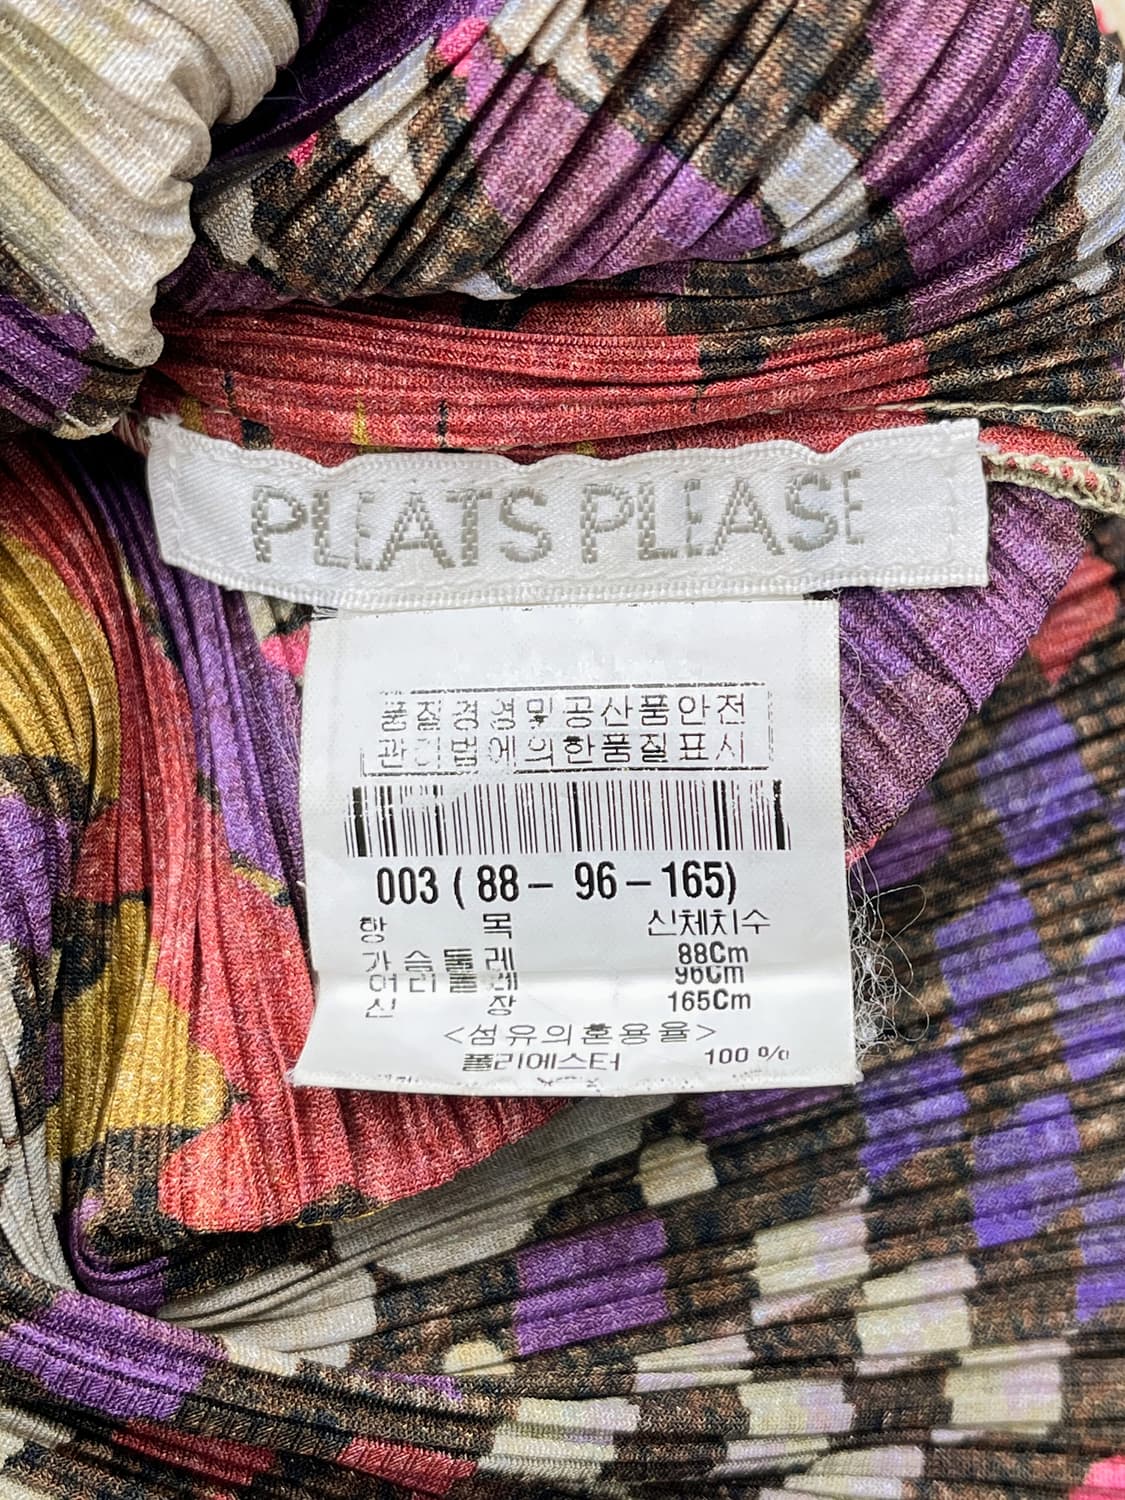 PLEATS PLEASE
품질경영및공산품안전
관리법에의한품질표시
003 ( 88 - 96 - 165)
항 목 신체치수
가슴둘레 88Cm
허리둘레 96Cm
신 장 165Cm
<섬유의혼용율>
폴리에스터 100 %